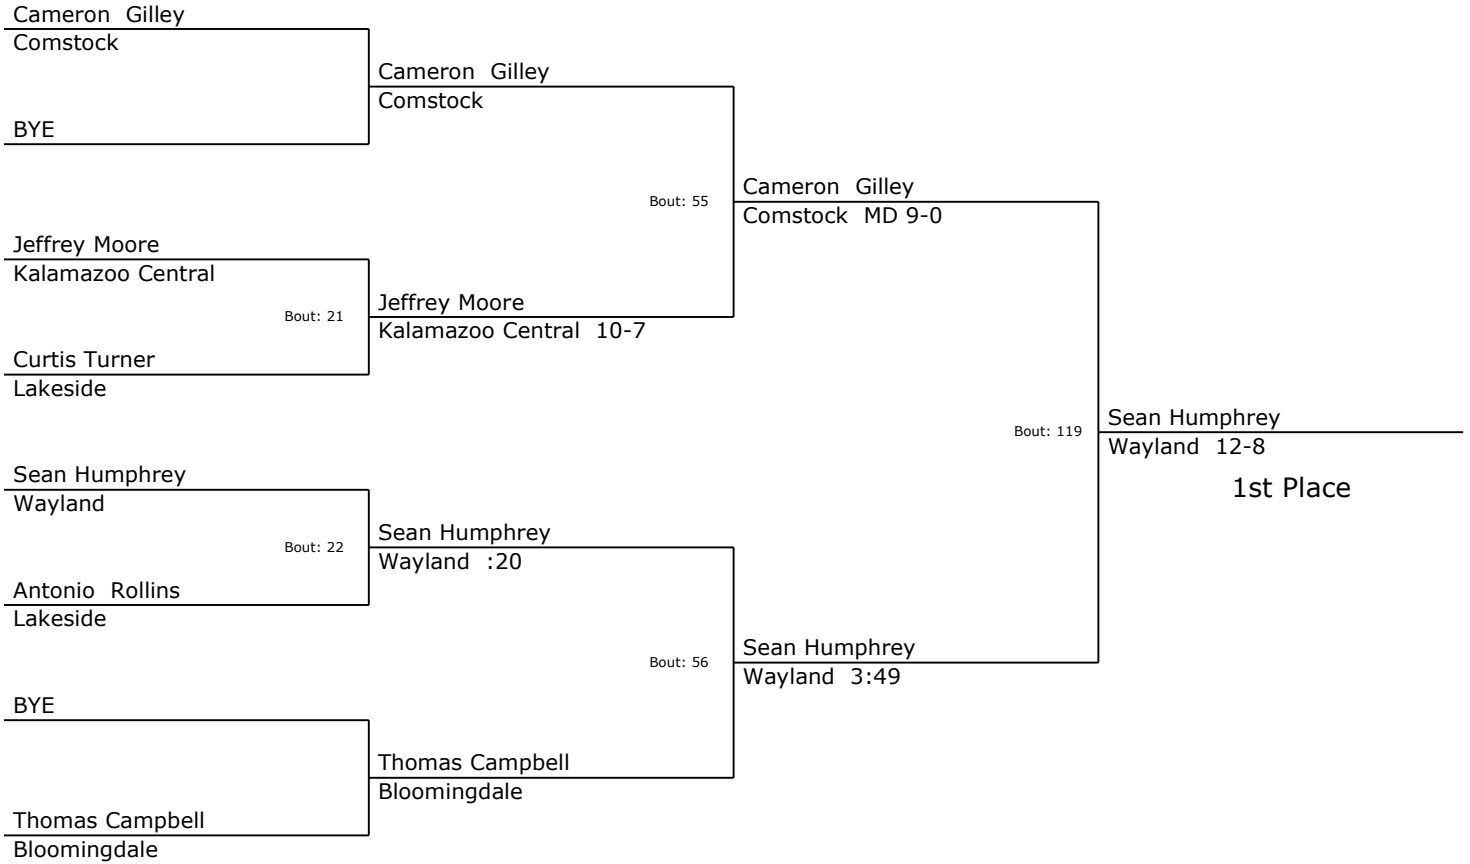 Cameron  Gilley
Comstock
Cameron  Gilley
Comstock
BYE
Bout: 55
Cameron  Gilley
Comstock  MD 9-0
Jeffrey Moore
Kalamazoo Central
Bout: 21
Jeffrey Moore
Kalamazoo Central  10-7
Curtis Turner
Lakeside
Bout: 119
Sean Humphrey
Wayland  12-8
1st Place
Sean Humphrey
Wayland
Bout: 22
Sean Humphrey
Wayland  :20
Antonio  Rollins
Lakeside
Bout: 56
Sean Humphrey
Wayland  3:49
BYE
Thomas Campbell
Bloomingdale
Thomas Campbell
Bloomingdale